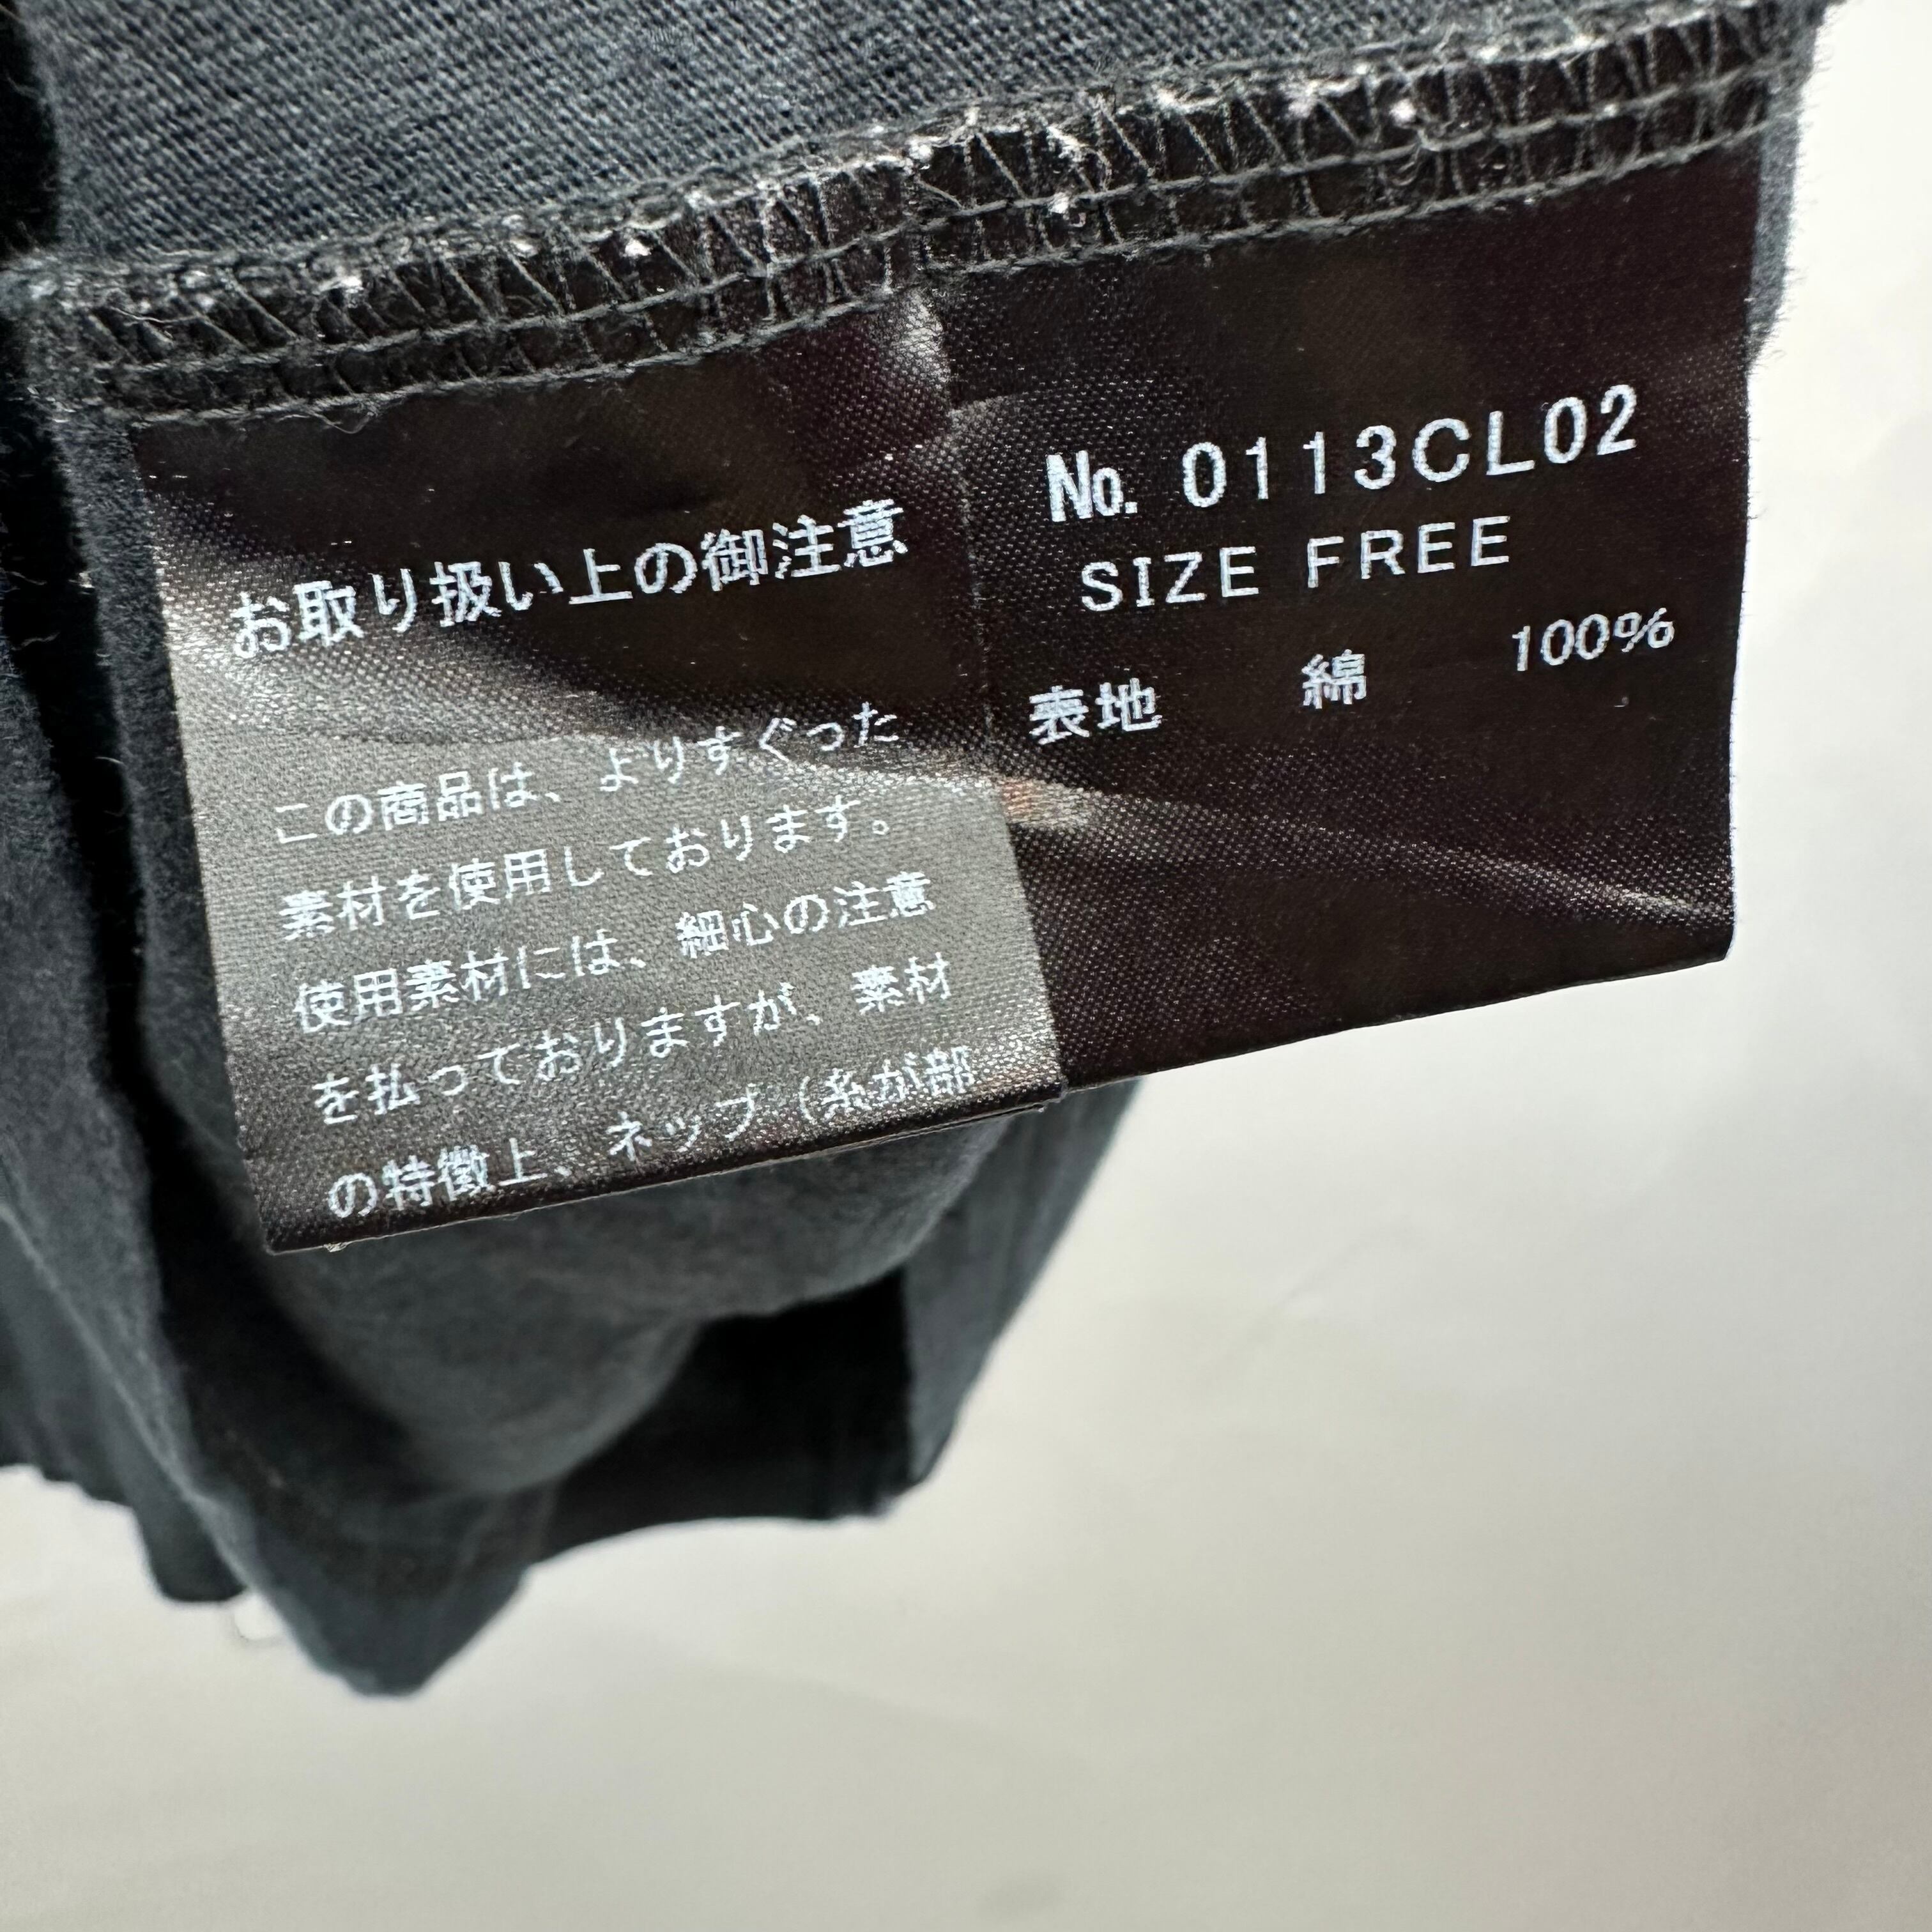 お取り扱い上の御注意
この商品は、よりすぐった
素材を使用しております。
使用素材には、細心の注意
を払っておりますが、素材
の特徴上、ネップ（糸が部
№. 0113CL02
SIZE FREE
表地 綿 100%